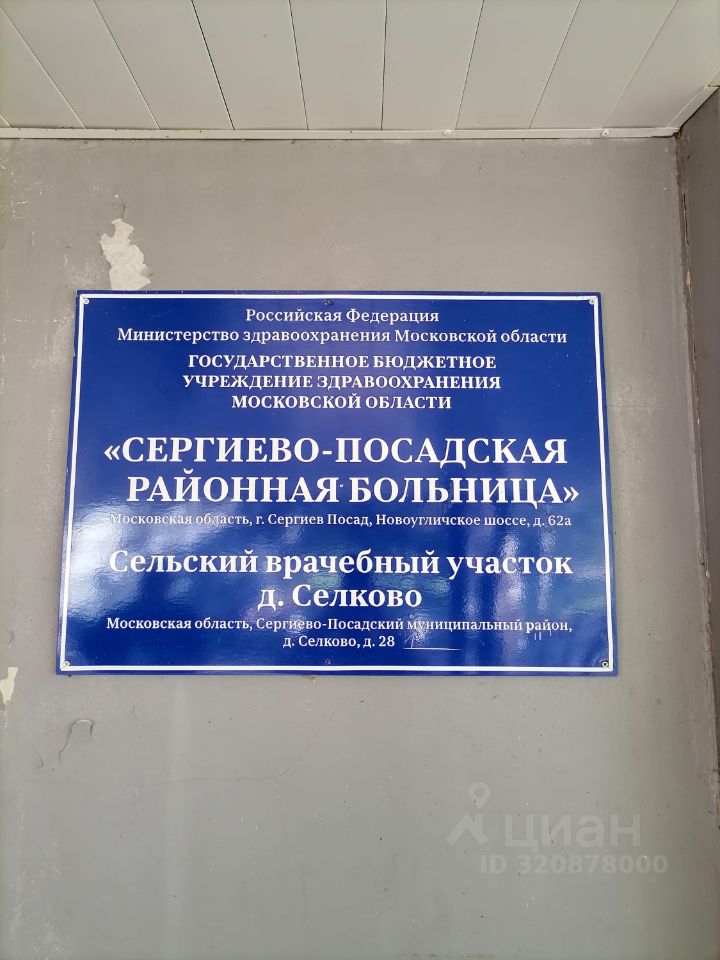 Российская Федерация
Министерство здравоохранения Московской области
ГОСУДАРСТВЕННОЕ БЮДЖЕТНОЕ
УЧРЕЖДЕНИЕ ЗДРАВООХРАНЕНИЯ
МОСКОВСКОЙ ОБЛАСТИ
«СЕРГИЕВО-ПОСАДСКАЯ
РАЙОННАЯ БОЛЬНИЦА»
Московская область, г. Сергиев Посад, Новоугличское шоссе, д. 62а
Сельский врачебный участок
д. Селково
Московская область, Сергиево-Посадский муниципальный район,
д. Селково, д. 28
циан
ID 320878000